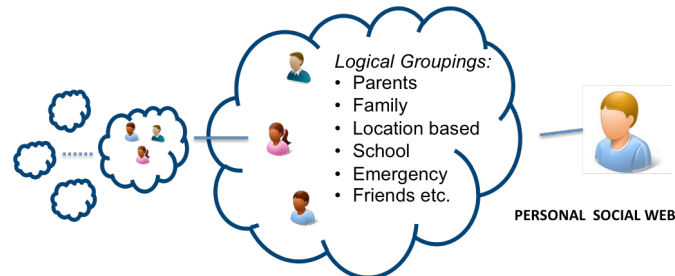 Logical Groupings:
• Parents
• Family
• Location based
• School
• Emergency
• Friends etc.
PERSONAL SOCIAL WEB